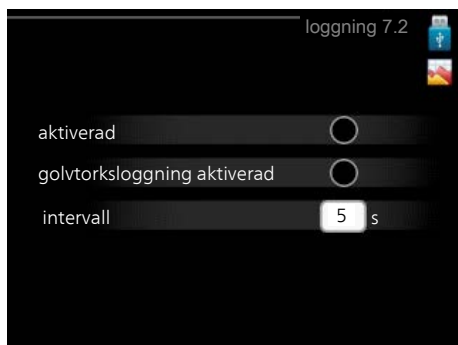 loggning 7.2
aktiverad
golvtorksloggning aktiverad
intervall 5 s